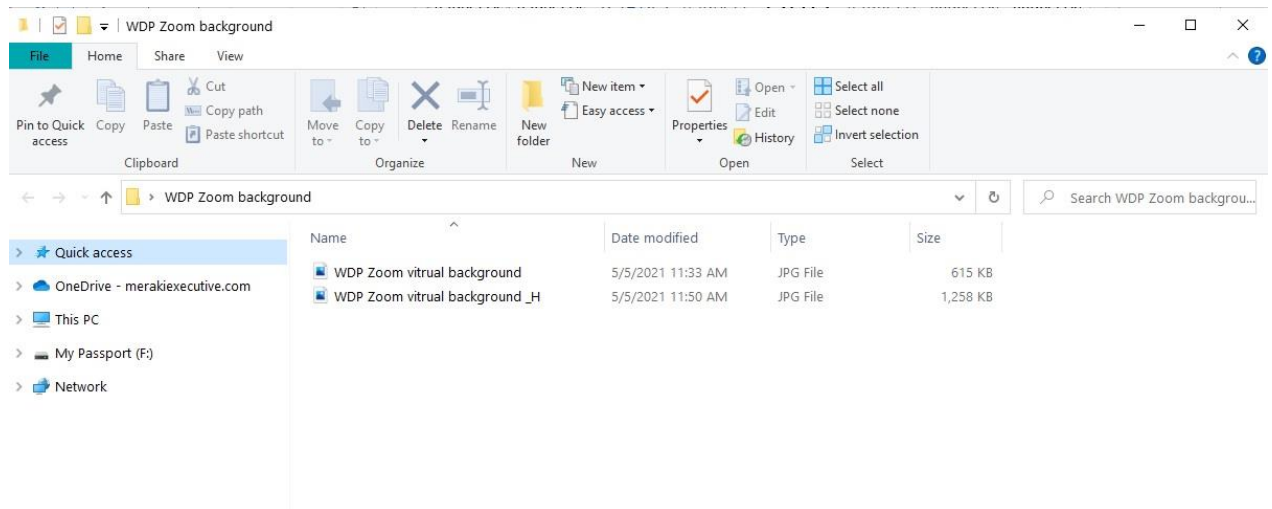 WDP Zoom background
File Home Share View
Pin to Quick access Copy Paste Cut Copy path Paste shortcut Move to Copy to Delete Rename New folder New item Easy access Properties Open Edit History Select all Select none Invert selection
Clipboard Organize New Open Select
WDP Zoom background Search WDP Zoom backgrou...
Name Date modified Type Size
Quick access
WDP Zoom vitrual background 5/5/2021 11:33 AM JPG File 615 KB
OneDrive - merakiexecutive.com
WDP Zoom vitrual background _H 5/5/2021 11:50 AM JPG File 1,258 KB
This PC
My Passport (F:)
Network